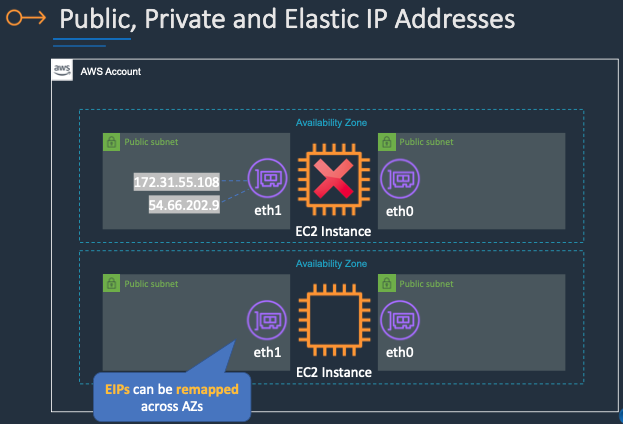 Public, Private and Elastic IP Addresses
aws
AWS Account
Availability Zone
Public subnet
Public subnet
172.31.55.108
54.66.202.9
eth1
eth0
EC2 Instance
Availability Zone
Public subnet
Public subnet
eth1
eth0
EC2 Instance
EIPs can be remapped
across AZs